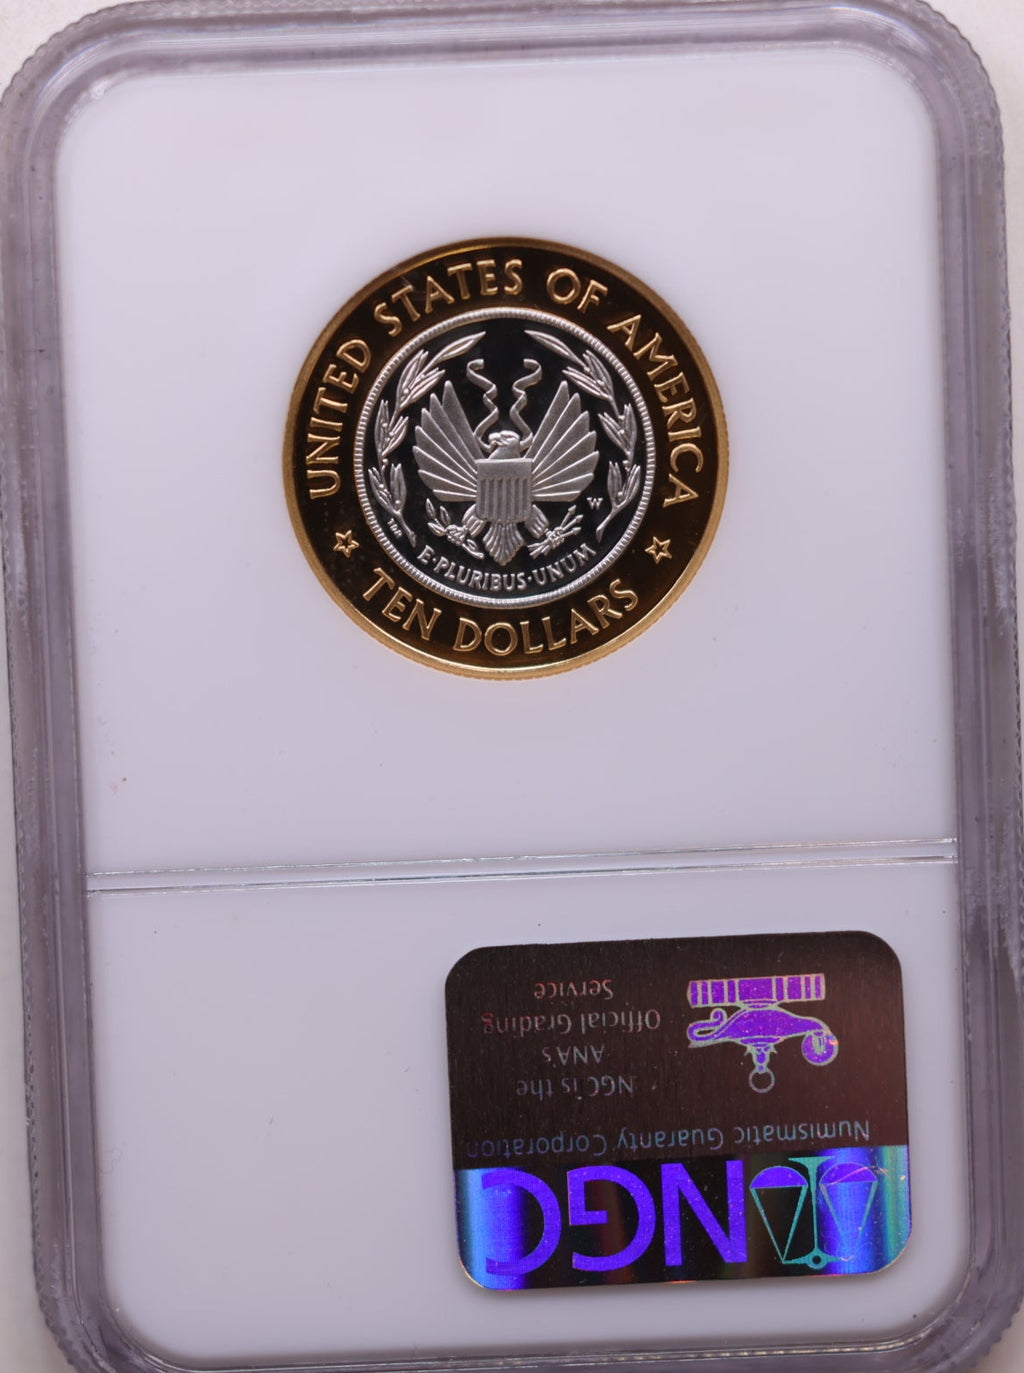 UNITED STATES OF AMERICA
E·PLURIBUS·UNUM
W
TEN DOLLARS
NGC
Numismatic Guaranty Corporation
NGC is the
ANA's
Official Grading
Service